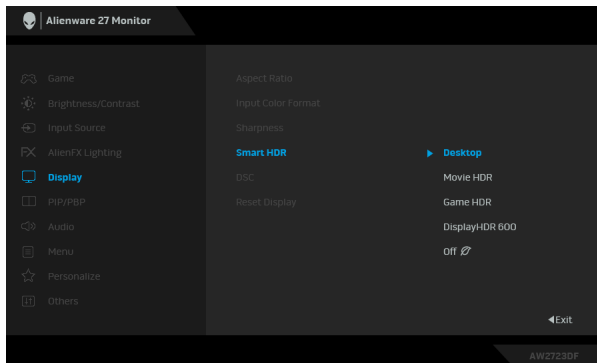 Alienware 27 Monitor
Game
Brightness/Contrast
Input Source
AlienFX Lighting
Display
PIP/PBP
Audio
Menu
Personalize
Others
Aspect Ratio
Input Color Format
Sharpness
Smart HDR
DSC
Reset Display
Desktop
Movie HDR
Game HDR
DisplayHDR 600
Off
Exit
AW2723DF